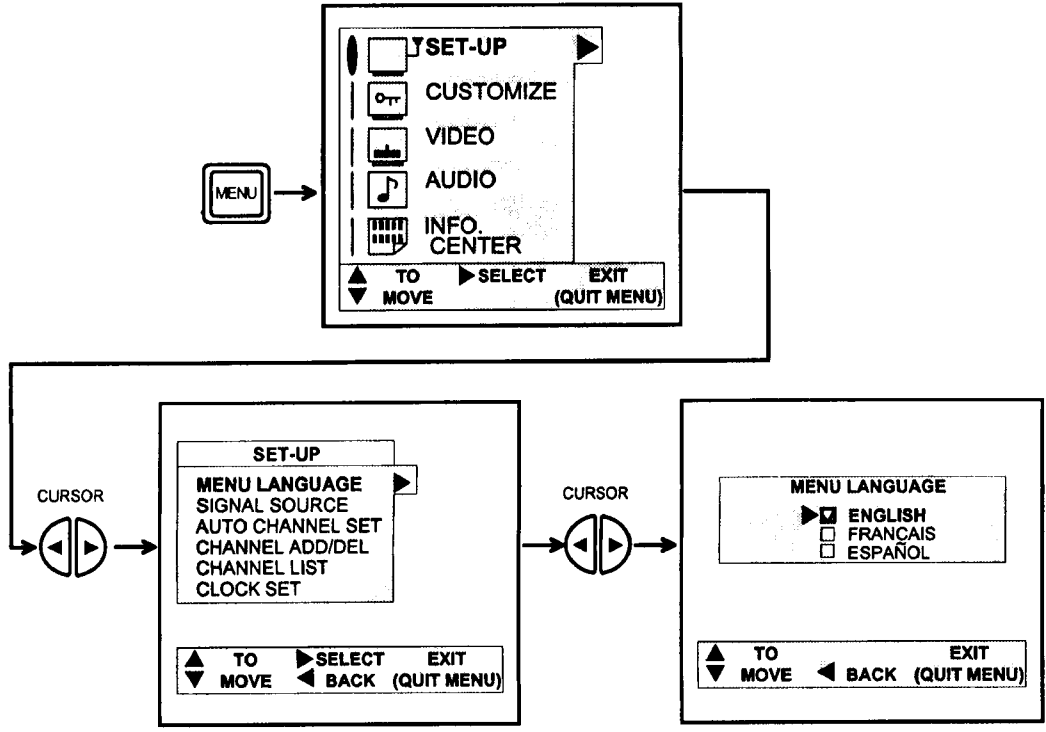 MENU
SET-UP
CUSTOMIZE
VIDEO
AUDIO
INFO.
CENTER
TO SELECT EXIT
MOVE (QUIT MENU)
CURSOR
SET-UP
MENU LANGUAGE
SIGNAL SOURCE
AUTO CHANNEL SET
CHANNEL ADD/DEL
CHANNEL LIST
CLOCK SET
TO SELECT EXIT
MOVE BACK (QUIT MENU)
CURSOR
MENU LANGUAGE
ENGLISH
FRANÇAIS
ESPAÑOL
TO EXIT
MOVE BACK (QUIT MENU)